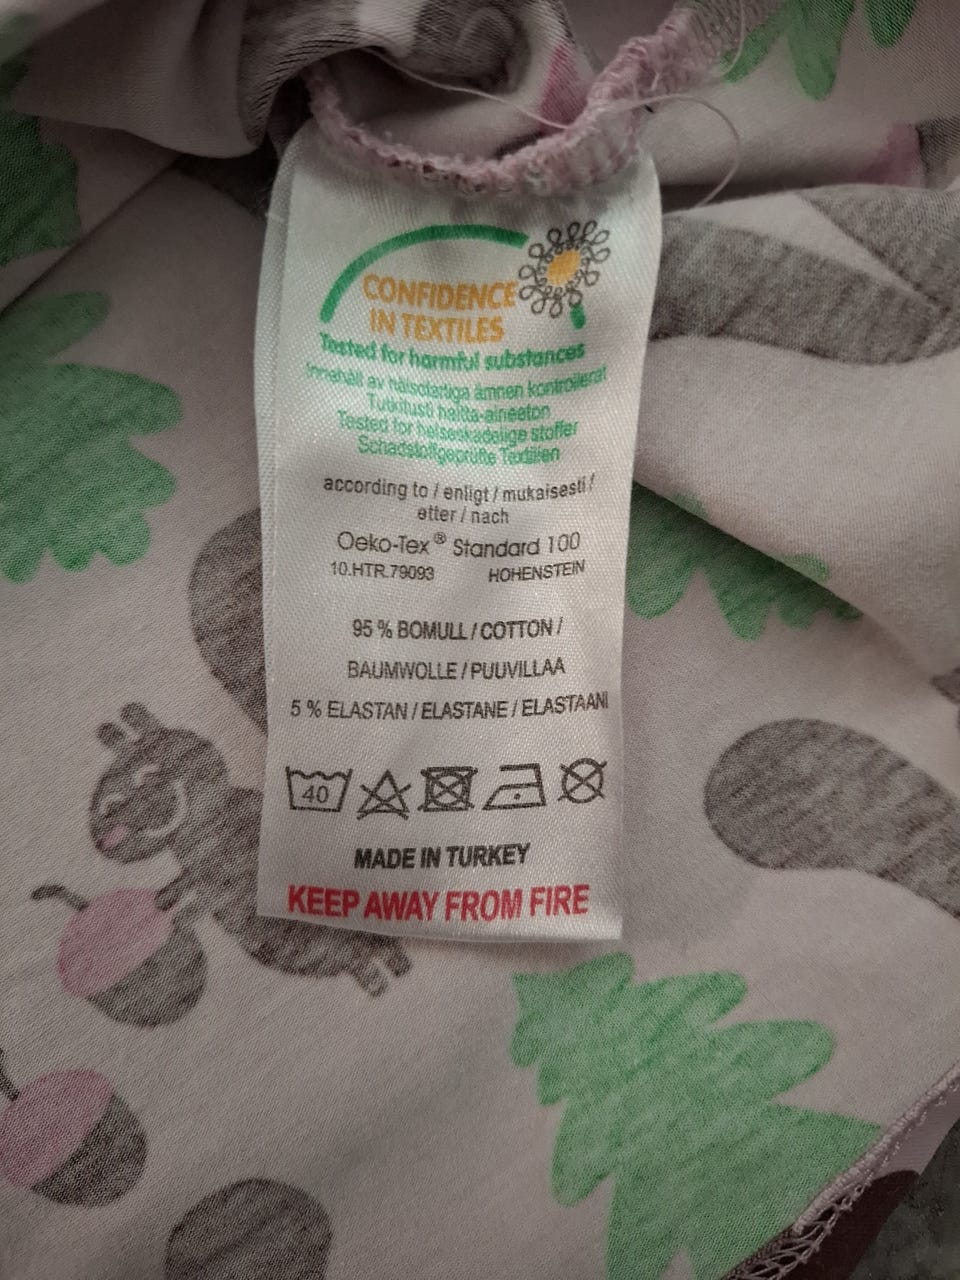 CONFIDENCE
IN TEXTILES
Tested for harmful substances
Innehåll av hälsofarliga ämnen kontrollerat
Tutkitusti haitta-aineeton
Tested for helseskadelige stoffer
Schadstoffgeprüfte Textilien
according to / enligt / mukaisesti /
etter / nach
Oeko-Tex® Standard 100
10.HTR.79093 HOHENSTEIN
95 % BOMULL / COTTON /
BAUMWOLLE / PUUVILLAA
5 % ELASTAN / ELASTANE / ELASTAANI
40
MADE IN TURKEY
KEEP AWAY FROM FIRE